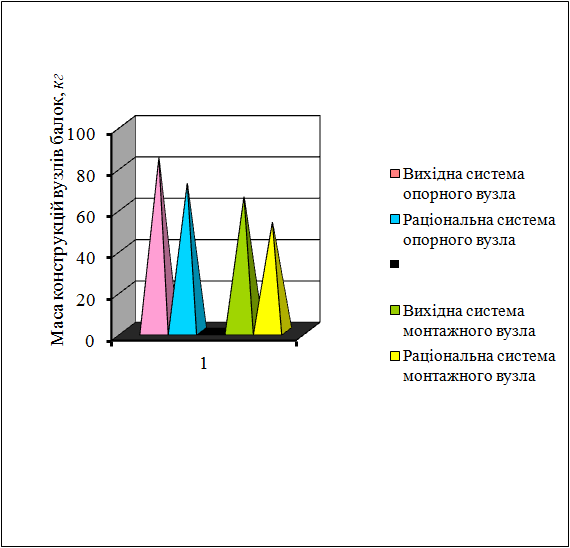 Маса конструкцій вузлів балок, кг
100
80
60
40
20
0
1
Вихідна система
опорного вузла
Раціональна система
опорного вузла
Вихідна система
монтажного вузла
Раціональна система
монтажного вузла